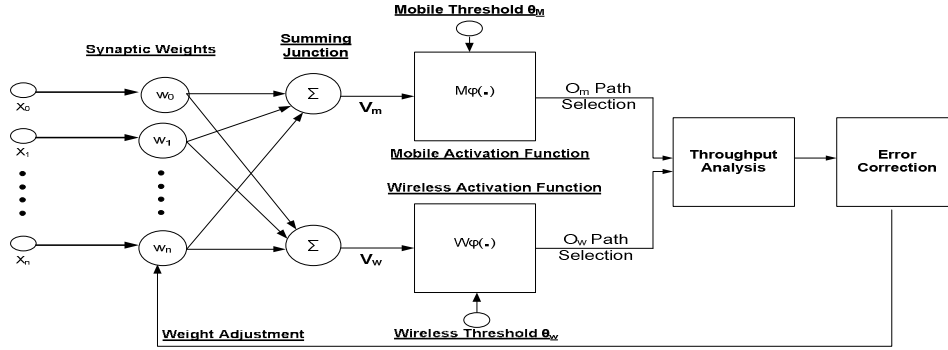 Mobile Threshold θM
Synaptic Weights
Summing
Junction
x0
w0
Σ
Vm
Mφ(.)
Om Path
Selection
x1
w1
Mobile Activation Function
Throughput
Analysis
Error
Correction
Wireless Activation Function
xn
wn
Σ
Vw
Wφ(.)
Ow Path
Selection
Weight Adjustment
Wireless Threshold θw